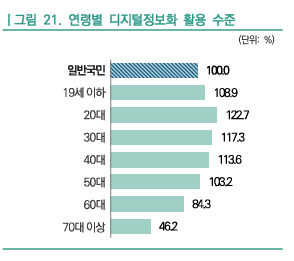 | 그림 21. 연령별 디지털정보화 활용 수준
(단위: %)
일반국민 100.0
19세 이하 108.9
20대 122.7
30대 117.3
40대 113.6
50대 103.2
60대 84.3
70대 이상 46.2